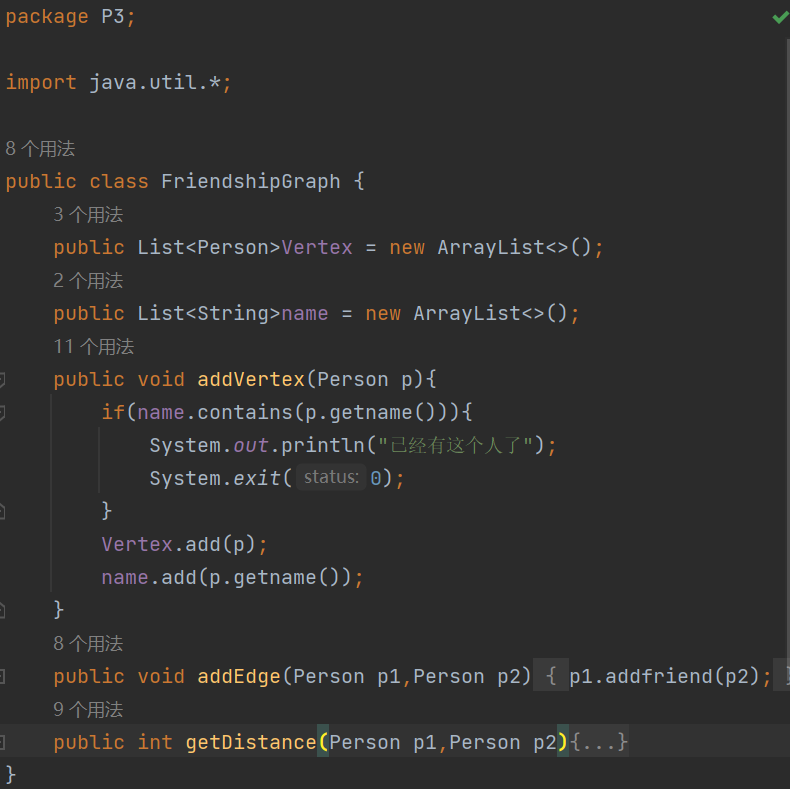 package P3;
import java.util.*;
8 个用法
public class FriendshipGraph {
3 个用法
public List<Person>Vertex = new ArrayList<>();
2 个用法
public List<String>name = new ArrayList<>();
11 个用法
public void addVertex(Person p){
if(name.contains(p.getname())){
System.out.println("已经有这个人了");
System.exit( status: 0);
}
Vertex.add(p);
name.add(p.getname());
}
8 个用法
public void addEdge(Person p1,Person p2) { p1.addfriend(p2); }
9 个用法
public int getDistance(Person p1,Person p2){...}
}